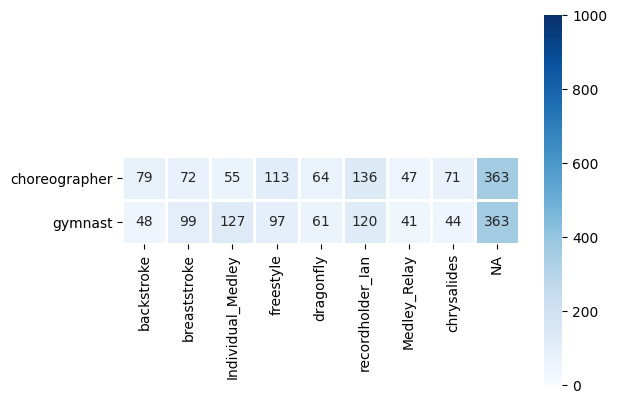 1000
800
600
400
200
0
choreographer 79 72 55 113 64 136 47 71 363
gymnast 48 99 127 97 61 120 41 44 363
backstroke
breaststroke
Individual_Medley
freestyle
dragonfly
recordholder_Ian
Medley_Relay
chrysalides
NA